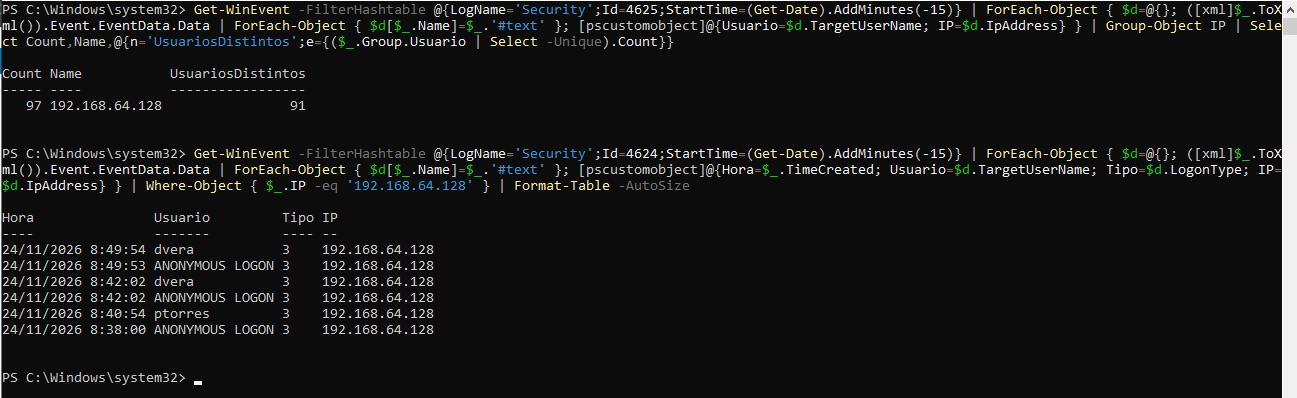 PS C:\Windows\system32> Get-WinEvent -FilterHashtable @{LogName='Security';Id=4625;StartTime=(Get-Date).AddMinutes(-15)} | ForEach-Object { $d=@{}; ([xml]$_.ToX
ml()).Event.EventData.Data | ForEach-Object { $d[$_.Name]=$_.'#text' }; [pscustomobject]@{Usuario=$d.TargetUserName; IP=$d.IpAddress} } | Group-Object IP | Sele
ct Count,Name,@{n='UsuariosDistintos';e={($_.Group.Usuario | Select -Unique).Count}}
Count Name UsuariosDistintos
----- ---- -----------------
97 192.168.64.128 91
PS C:\Windows\system32> Get-WinEvent -FilterHashtable @{LogName='Security';Id=4624;StartTime=(Get-Date).AddMinutes(-15)} | ForEach-Object { $d=@{}; ([xml]$_.ToX
ml()).Event.EventData.Data | ForEach-Object { $d[$_.Name]=$_.'#text' }; [pscustomobject]@{Hora=$_.TimeCreated; Usuario=$d.TargetUserName; Tipo=$d.LogonType; IP=
$d.IpAddress} } | Where-Object { $_.IP -eq '192.168.64.128' } | Format-Table -AutoSize
Hora Usuario Tipo IP
---- ------- ---- --
24/11/2026 8:49:54 dvera 3 192.168.64.128
24/11/2026 8:49:53 ANONYMOUS LOGON 3 192.168.64.128
24/11/2026 8:42:02 dvera 3 192.168.64.128
24/11/2026 8:42:02 ANONYMOUS LOGON 3 192.168.64.128
24/11/2026 8:40:54 ptorres 3 192.168.64.128
24/11/2026 8:38:00 ANONYMOUS LOGON 3 192.168.64.128
PS C:\Windows\system32>